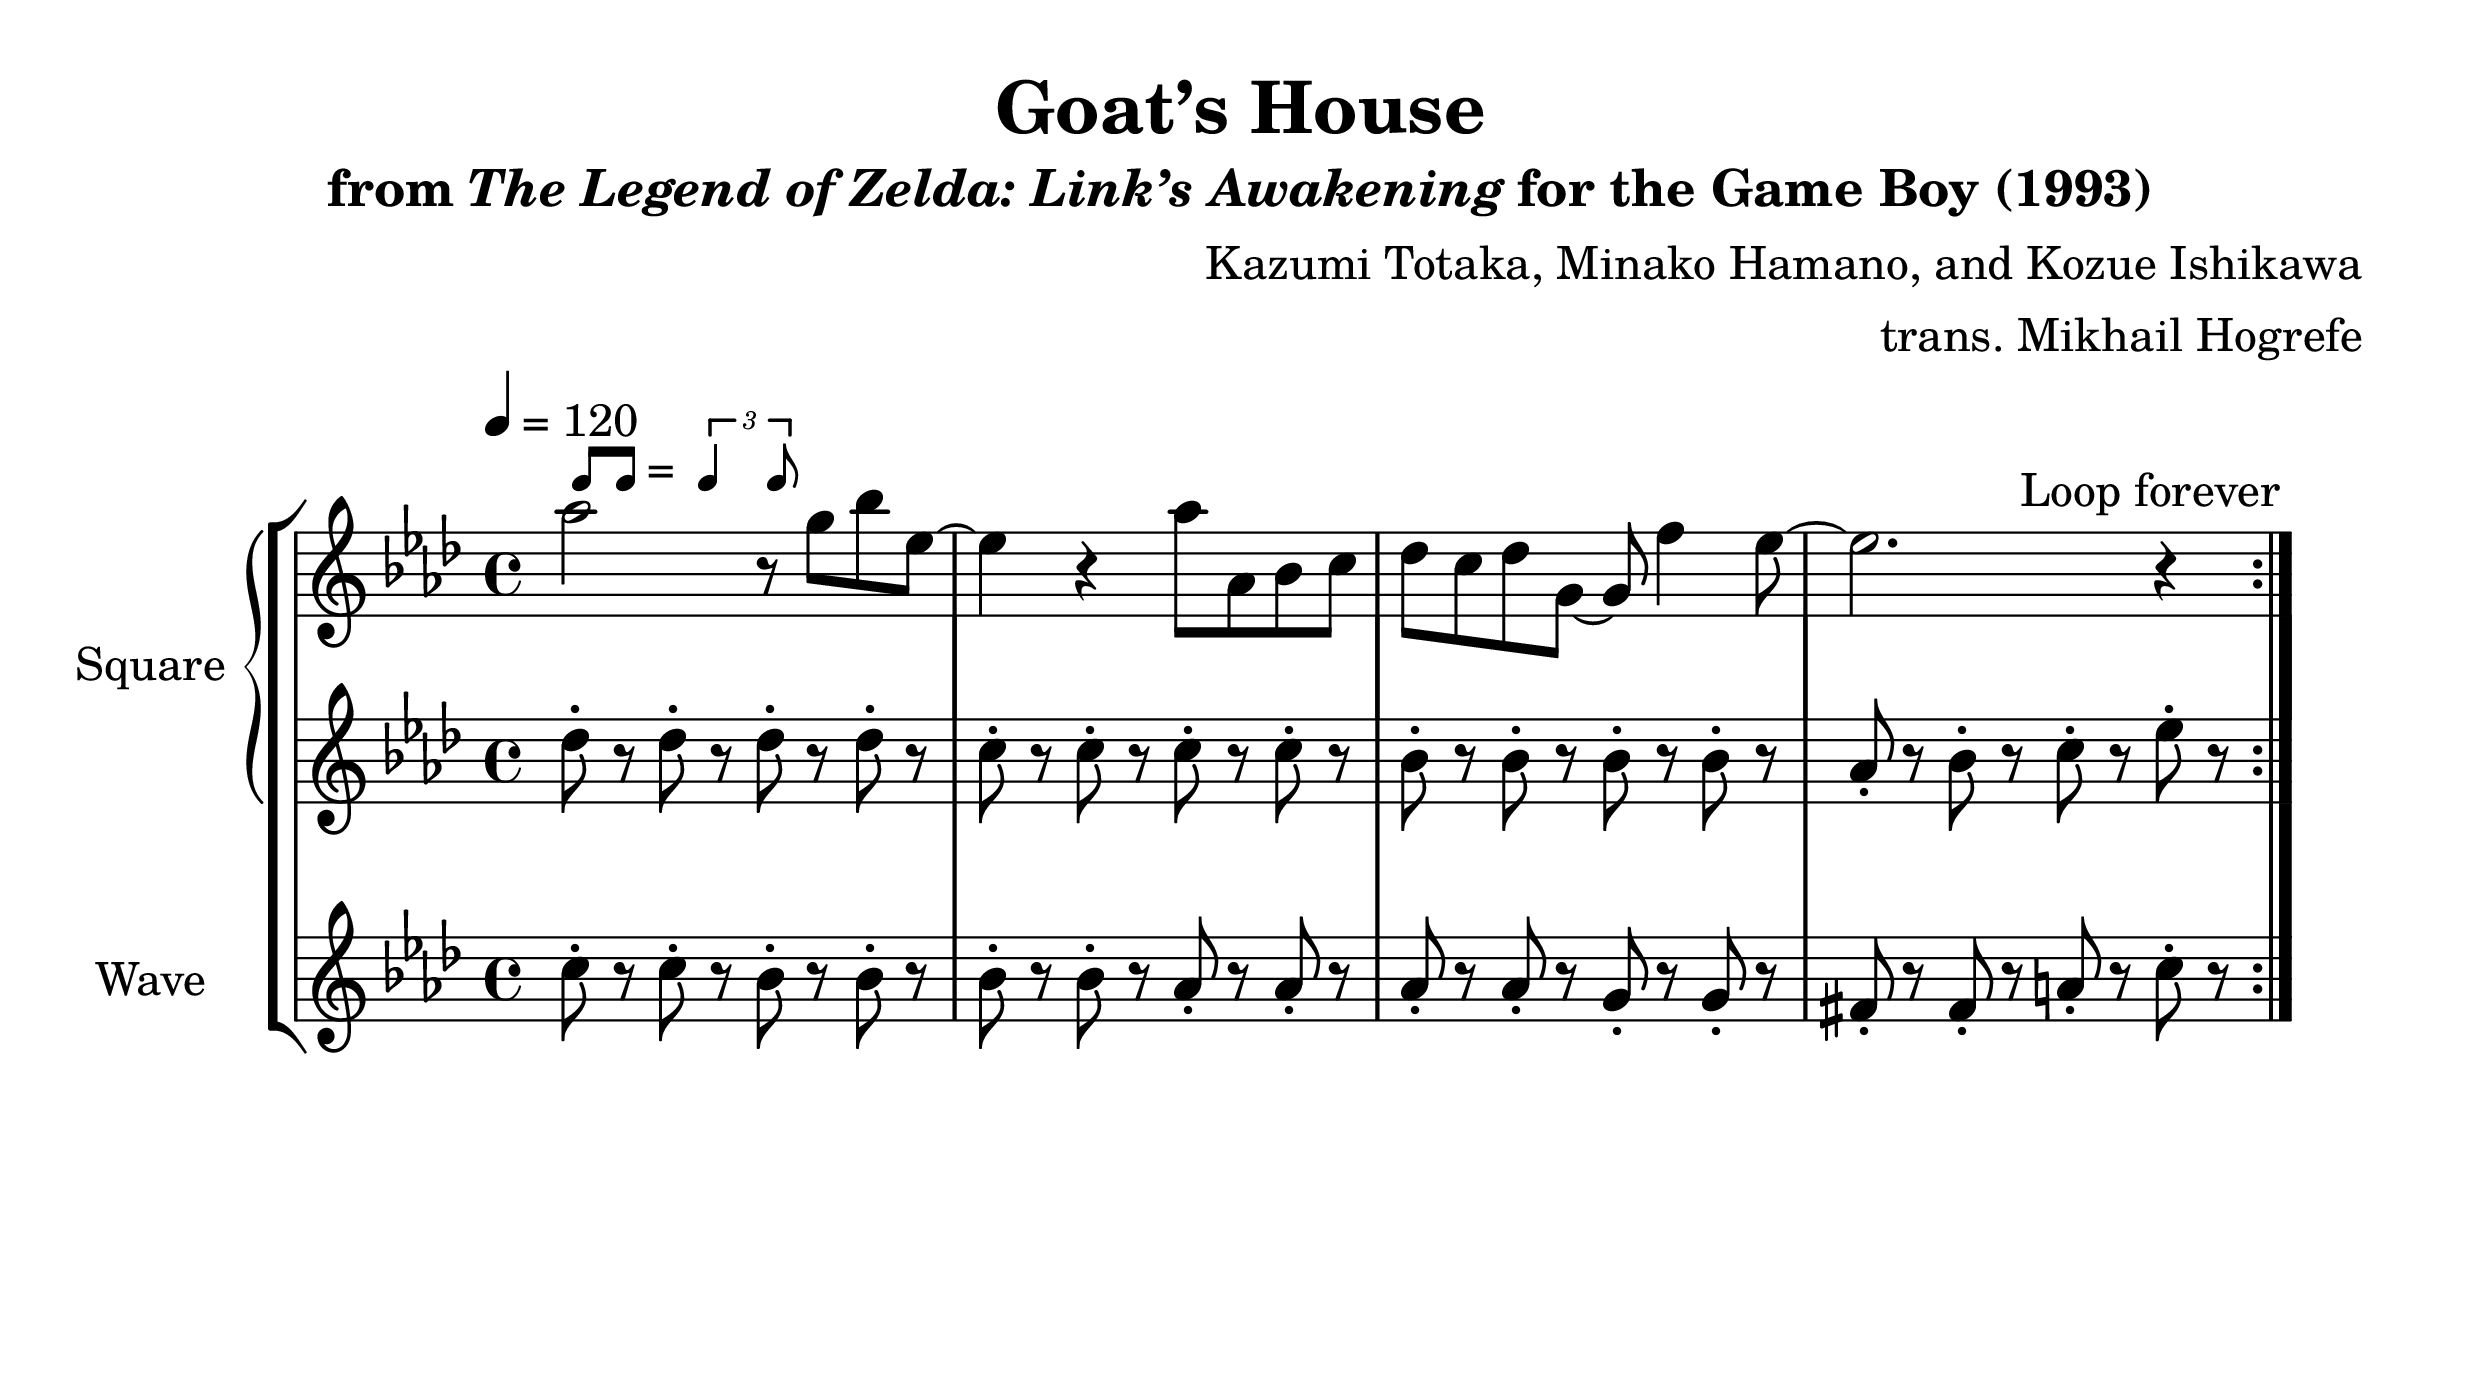 Goat’s House
from The Legend of Zelda: Link’s Awakening for the Game Boy (1993)
Kazumi Totaka, Minako Hamano, and Kozue Ishikawa
trans. Mikhail Hogrefe
= 120
= 3
Loop forever
Square
Wave